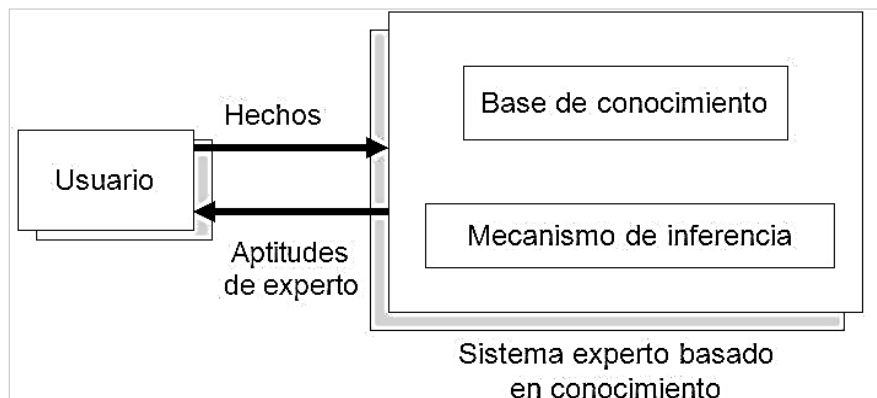 Base de conocimiento
Hechos
Usuario
Mecanismo de inferencia
Aptitudes
de experto
Sistema experto basado
en conocimiento